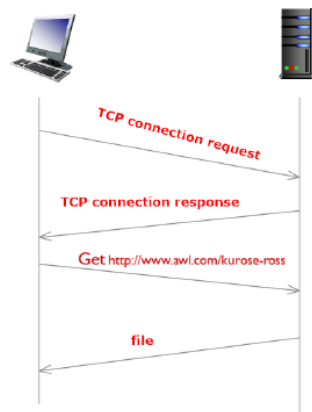 TCP connection request
TCP connection response
Get http://www.awl.com/kurose-ross
file